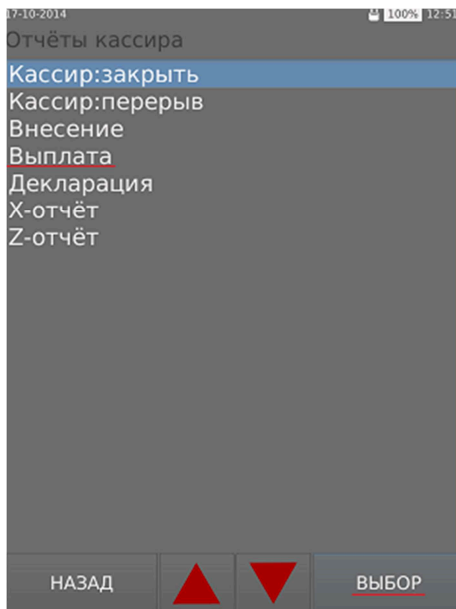 17-10-2014 100% 12:51
Отчёты кассира
Кассир:закрыть
Кассир:перерыв
Внесение
Выплата
Декларация
X-отчёт
Z-отчёт
НАЗАД ВЫБОР